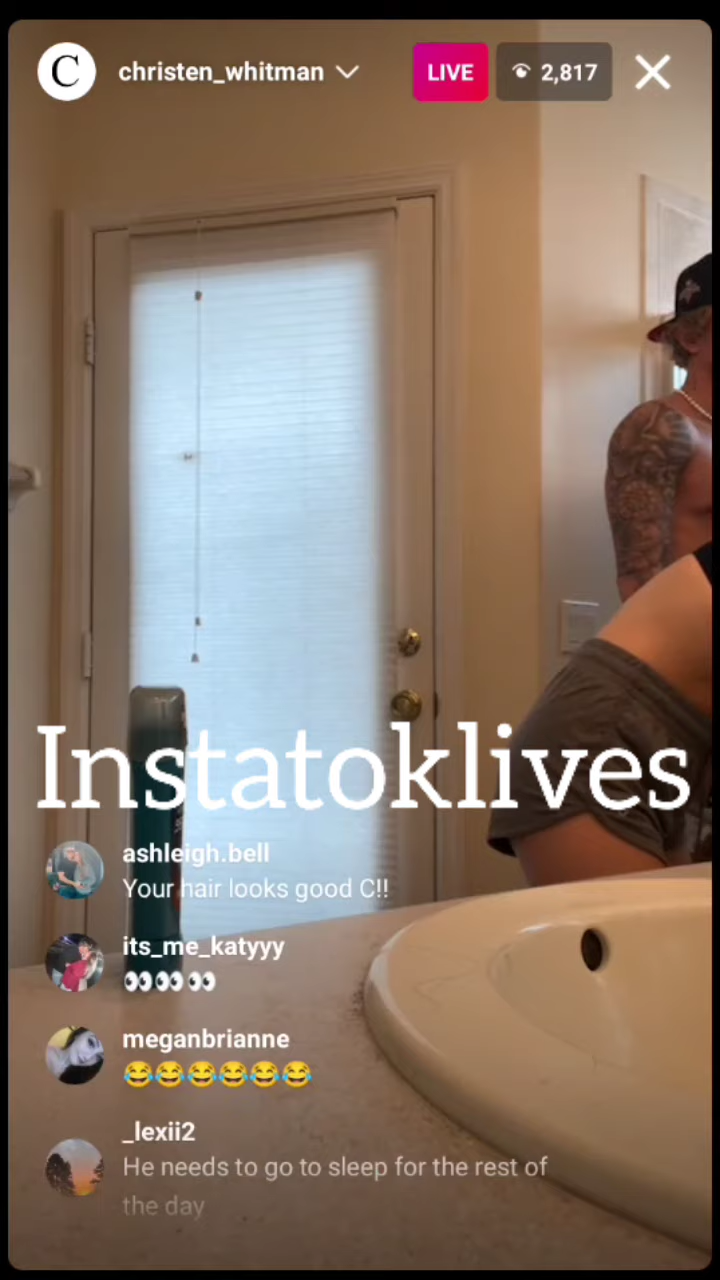 C christen_whitman LIVE 2,817
Instatoklives
ashleigh.bell
Your hair looks good C!!
its_me_katyyy
👀👀👀
meganbrianne
😂😂😂😂😂😂
_lexii2
He needs to go to sleep for the rest of
the day